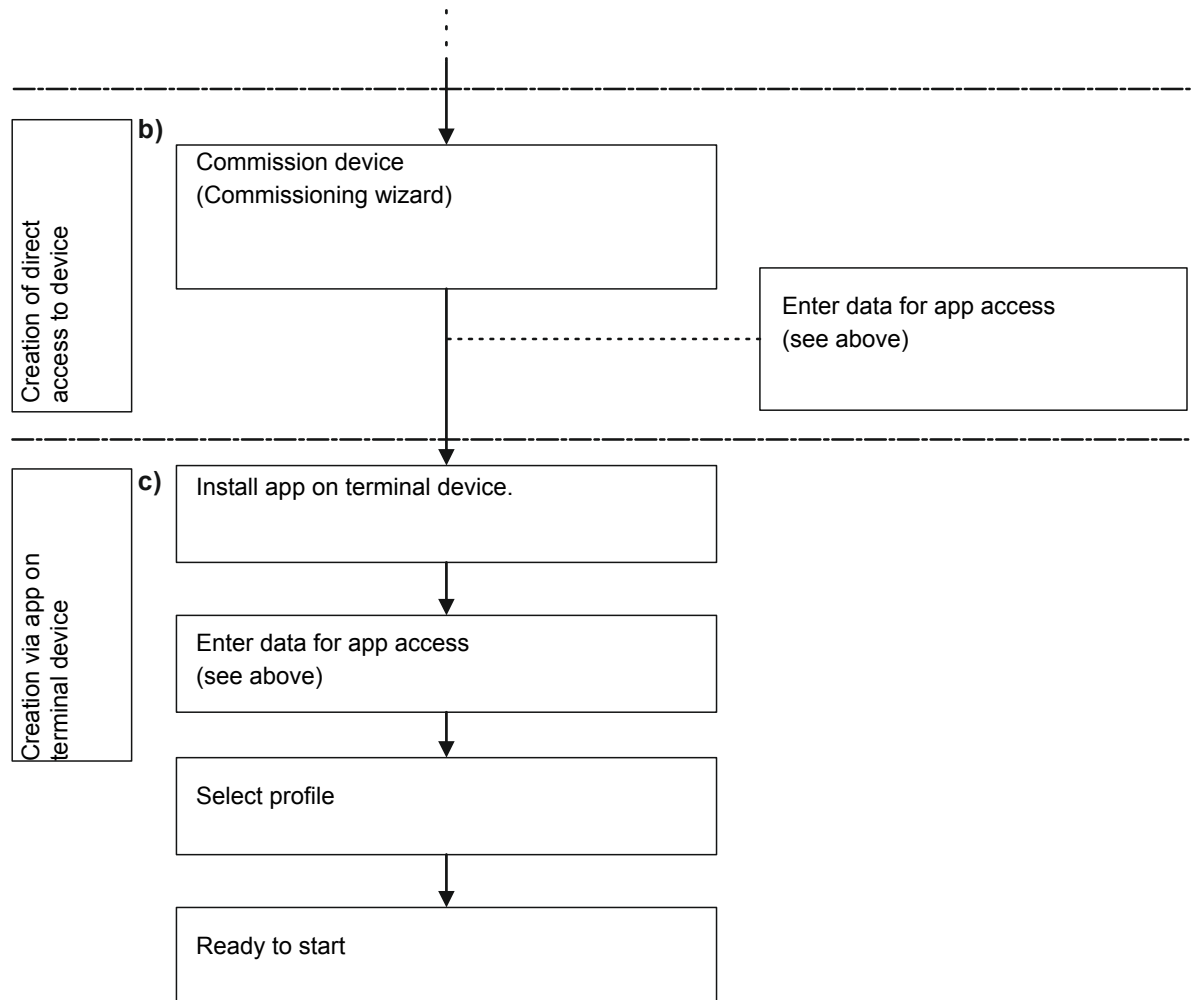 b)
Creation of direct
access to device
Commission device
(Commissioning wizard)
Enter data for app access
(see above)
c)
Creation via app on
terminal device
Install app on terminal device.
Enter data for app access
(see above)
Select profile
Ready to start